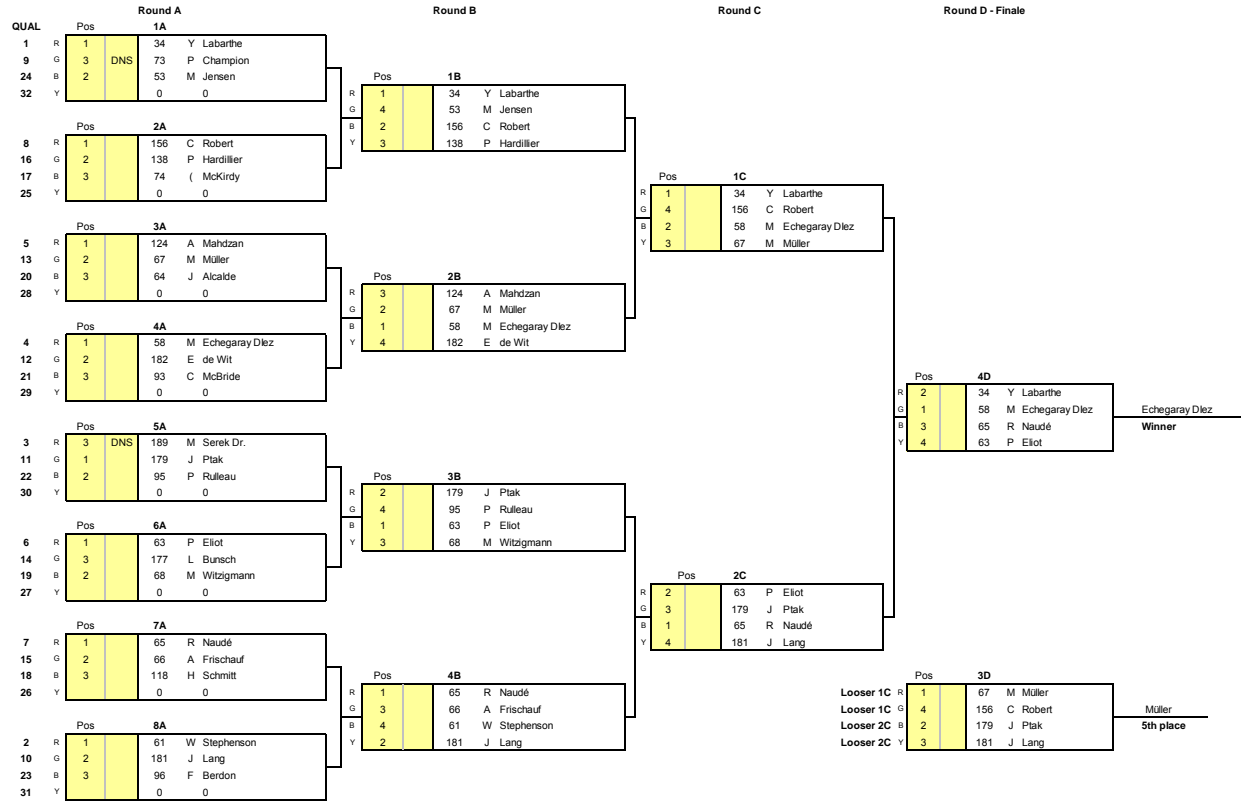 Round A Round B Round C Round D - Finale
QUAL Pos 1A
1 R 1 34 Y Labarthe
9 G 3 DNS 73 P Champion
24 B 2 53 M Jensen
32 Y 0 0
Pos 2A
8 R 1 156 C Robert
16 G 2 138 P Hardillier
17 B 3 74 ( McKirdy
25 Y 0 0
Pos 3A
5 R 1 124 A Mahdzan
13 G 2 67 M Müller
20 B 3 64 J Alcalde
28 Y 0 0
Pos 4A
4 R 1 58 M Echegaray Dlez
12 G 2 182 E de Wit
21 B 3 93 C McBride
29 Y 0 0
Pos 5A
3 R 3 DNS 189 M Serek Dr.
11 G 1 179 J Ptak
22 B 2 95 P Rulleau
30 Y 0 0
Pos 6A
6 R 1 63 P Eliot
14 G 3 177 L Bunsch
19 B 2 68 M Witzigmann
27 Y 0 0
Pos 7A
7 R 1 65 R Naudé
15 G 2 66 A Frischauf
18 B 3 118 H Schmitt
26 Y 0 0
Pos 8A
2 R 1 61 W Stephenson
10 G 2 181 J Lang
23 B 3 96 F Berdon
31 Y 0 0
Pos 1B
R 1 34 Y Labarthe
G 4 53 M Jensen
B 2 156 C Robert
Y 3 138 P Hardillier
Pos 2B
R 3 124 A Mahdzan
G 2 67 M Müller
B 1 58 M Echegaray Dlez
Y 4 182 E de Wit
Pos 3B
R 2 179 J Ptak
G 4 95 P Rulleau
B 1 63 P Eliot
Y 3 68 M Witzigmann
Pos 4B
R 1 65 R Naudé
G 3 66 A Frischauf
B 4 61 W Stephenson
Y 2 181 J Lang
Pos 1C
R 1 34 Y Labarthe
G 4 156 C Robert
B 2 58 M Echegaray Dlez
Y 3 67 M Müller
Pos 2C
R 2 63 P Eliot
G 3 179 J Ptak
B 1 65 R Naudé
Y 4 181 J Lang
Pos 4D
R 2 34 Y Labarthe
G 1 58 M Echegaray Dlez Echegaray Dlez
B 3 65 R Naudé Winner
Y 4 63 P Eliot
Pos 3D
Looser 1C R 1 67 M Müller
Looser 1C G 4 156 C Robert Müller
Looser 2C B 2 179 J Ptak 5th place
Looser 2C Y 3 181 J Lang